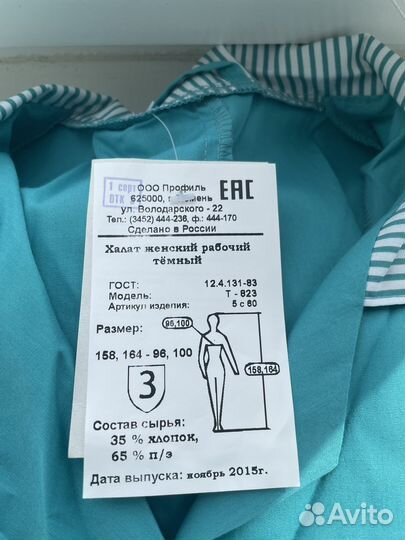 1 сорт
ОТК
ООО Профиль
625000, г. Тюмень
ул. Володарского - 22
Тел.: (3452) 444-236, ф.: 444-170
Сделано в России
ЕАС
Халат женский рабочий
тёмный
ГОСТ: 12.4.131-83
Модель: Т - 823
Артикул изделия: 5 с 60
Размер:
96,100
158, 164 - 96, 100
158,164
3
Состав сырья:
35 % хлопок,
65 % п/э
Дата выпуска: ноябрь 2015г.
Avito